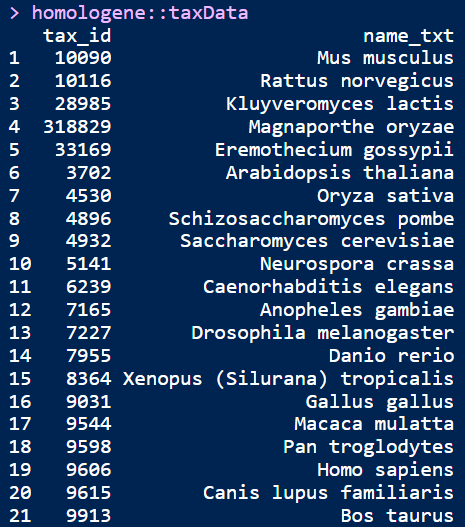 > homologene::taxData
tax_id name_txt
1 10090 Mus musculus
2 10116 Rattus norvegicus
3 28985 Kluyveromyces lactis
4 318829 Magnaporthe oryzae
5 33169 Eremothecium gossypii
6 3702 Arabidopsis thaliana
7 4530 Oryza sativa
8 4896 Schizosaccharomyces pombe
9 4932 Saccharomyces cerevisiae
10 5141 Neurospora crassa
11 6239 Caenorhabditis elegans
12 7165 Anopheles gambiae
13 7227 Drosophila melanogaster
14 7955 Danio rerio
15 8364 Xenopus (Silurana) tropicalis
16 9031 Gallus gallus
17 9544 Macaca mulatta
18 9598 Pan troglodytes
19 9606 Homo sapiens
20 9615 Canis lupus familiaris
21 9913 Bos taurus